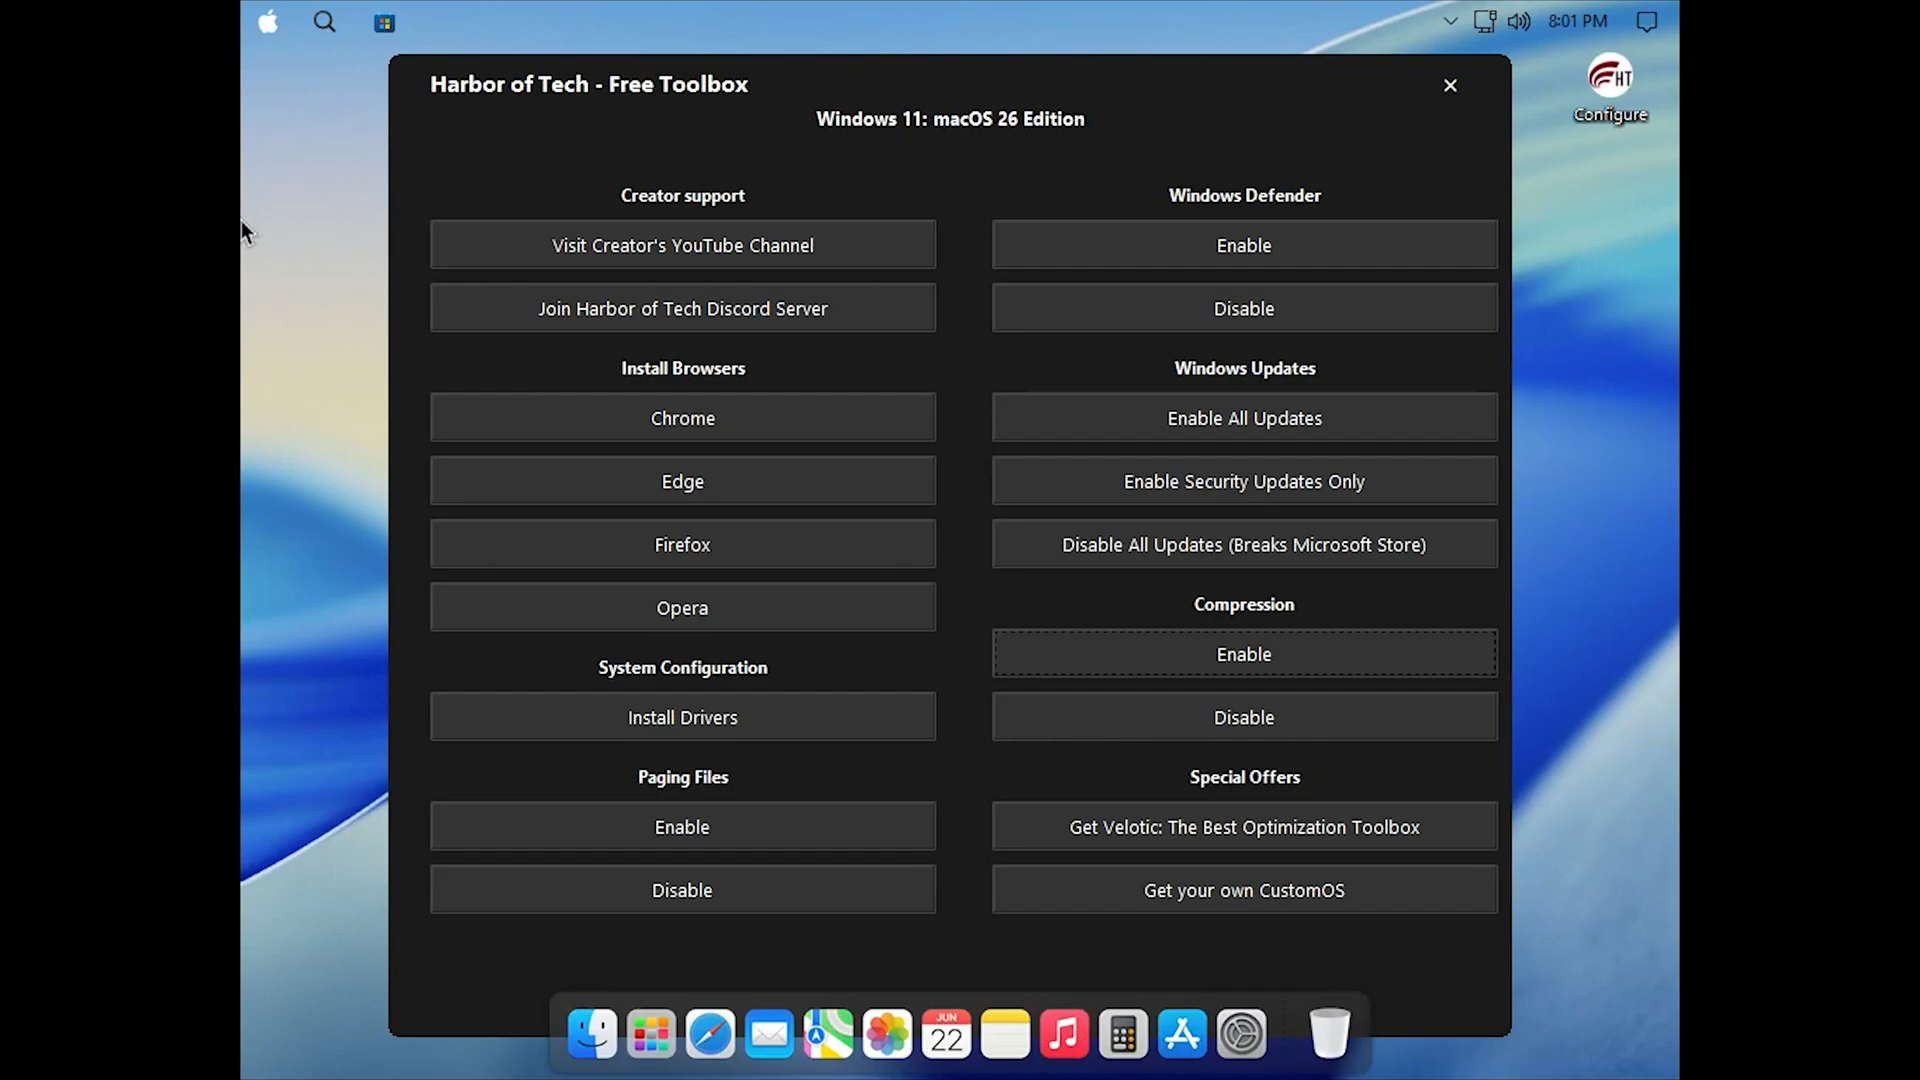 8:01 PM
Harbor of Tech - Free Toolbox
Windows 11: macOS 26 Edition
HT
Configure
Creator support
Visit Creator's YouTube Channel
Join Harbor of Tech Discord Server
Install Browsers
Chrome
Edge
Firefox
Opera
System Configuration
Install Drivers
Paging Files
Enable
Disable
Windows Defender
Enable
Disable
Windows Updates
Enable All Updates
Enable Security Updates Only
Disable All Updates (Breaks Microsoft Store)
Compression
Enable
Disable
Special Offers
Get Velotic: The Best Optimization Toolbox
Get your own CustomOS
JUN
22